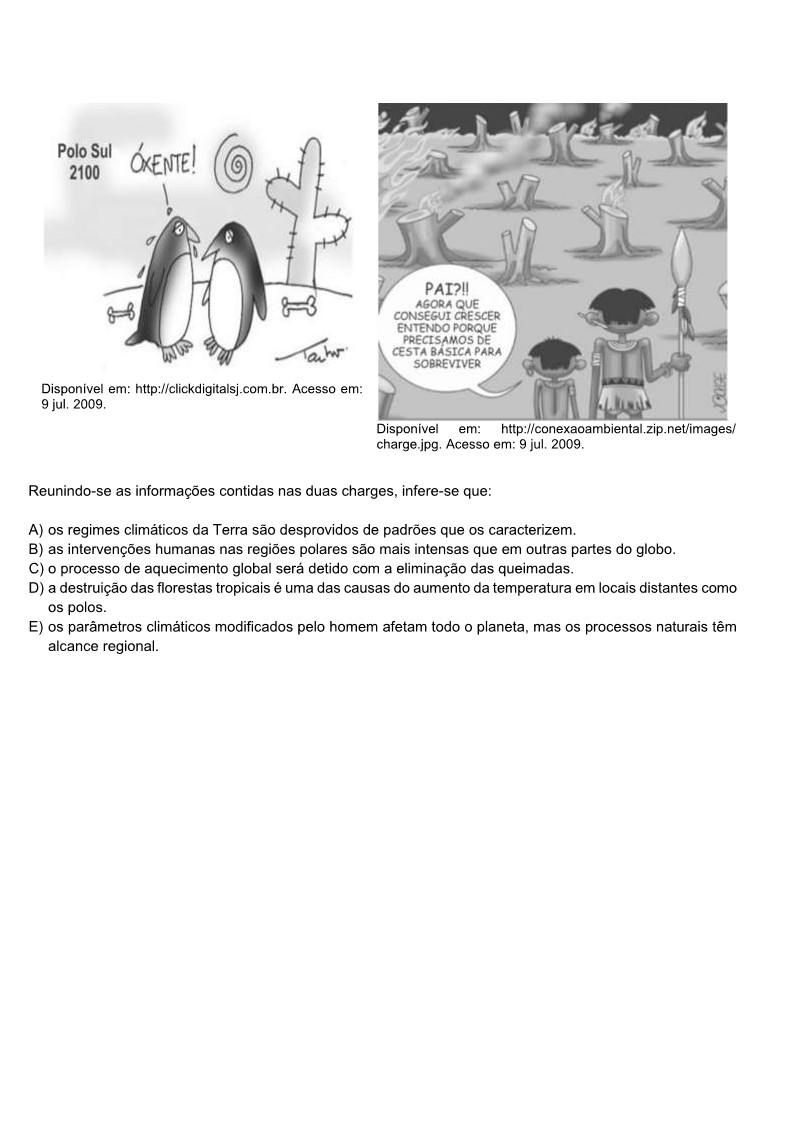 Polo Sul
2100
ÓXENTE!
Disponível em: http://clickdigitalsj.com.br. Acesso em:
9 jul. 2009.
PAI?!!
AGORA QUE
CONSEGUI CRESCER
ENTENDO PORQUE
PRECISAMOS DE
CESTA BÁSICA PARA
SOBREVIVER
Disponível em: http://conexaoambiental.zip.net/images/
charge.jpg. Acesso em: 9 jul. 2009.
Reunindo-se as informações contidas nas duas charges, infere-se que:
A) os regimes climáticos da Terra são desprovidos de padrões que os caracterizem.
B) as intervenções humanas nas regiões polares são mais intensas que em outras partes do globo.
C) o processo de aquecimento global será detido com a eliminação das queimadas.
D) a destruição das florestas tropicais é uma das causas do aumento da temperatura em locais distantes como
os polos.
E) os parâmetros climáticos modificados pelo homem afetam todo o planeta, mas os processos naturais têm
alcance regional.